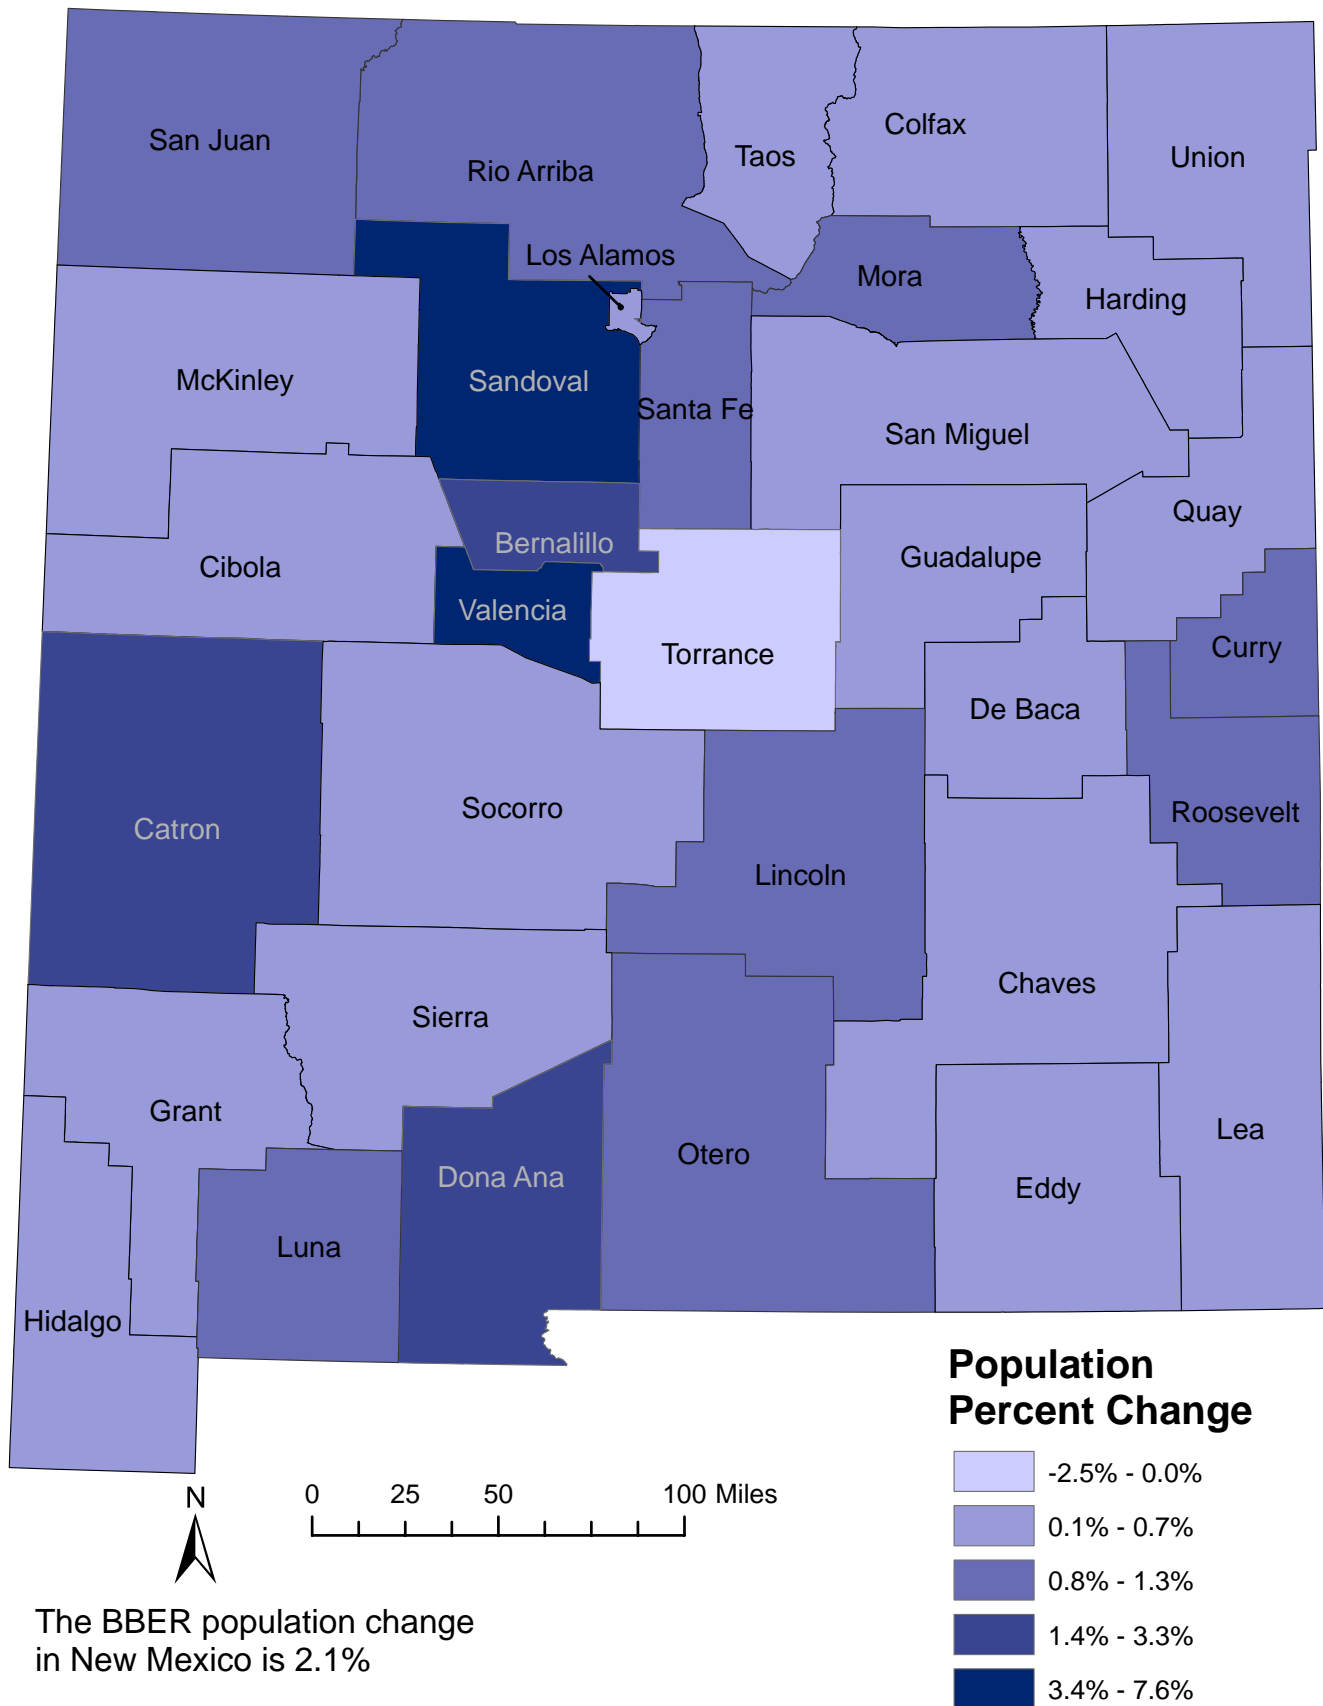 San Juan
Rio Arriba
Taos
Colfax
Union
Los Alamos
Mora
Harding
McKinley
Sandoval
Santa Fe
San Miguel
Quay
Bernalillo
Guadalupe
Cibola
Valencia
Torrance
Curry
De Baca
Catron
Socorro
Roosevelt
Lincoln
Chaves
Sierra
Grant
Lea
Otero
Dona Ana
Eddy
Luna
Hidalgo
Population
Percent Change
-2.5% - 0.0%
0.1% - 0.7%
0.8% - 1.3%
1.4% - 3.3%
3.4% - 7.6%
N
0 25 50 100 Miles
The BBER population change
in New Mexico is 2.1%